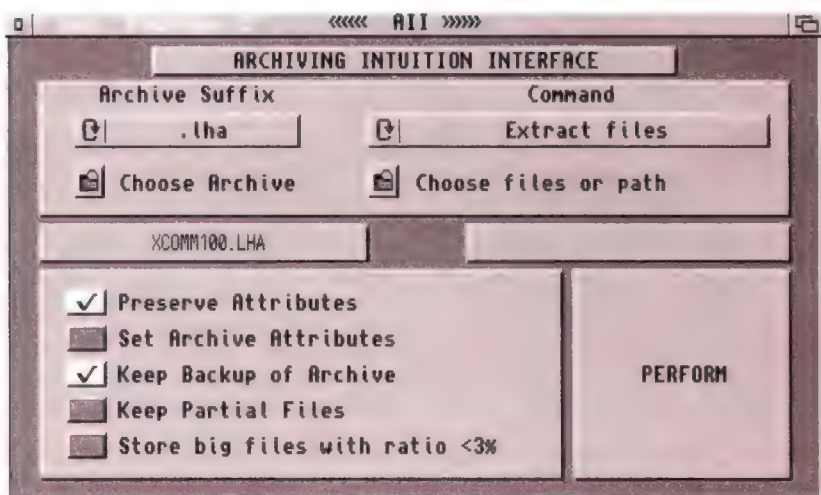 ««« AII »»»
ARCHIVING INTUITION INTERFACE
Archive Suffix
Command
.lha
Extract files
Choose Archive
Choose files or path
XCOMM100.LHA
Preserve Attributes
Set Archive Attributes
Keep Backup of Archive
Keep Partial Files
Store big files with ratio <3%
PERFORM